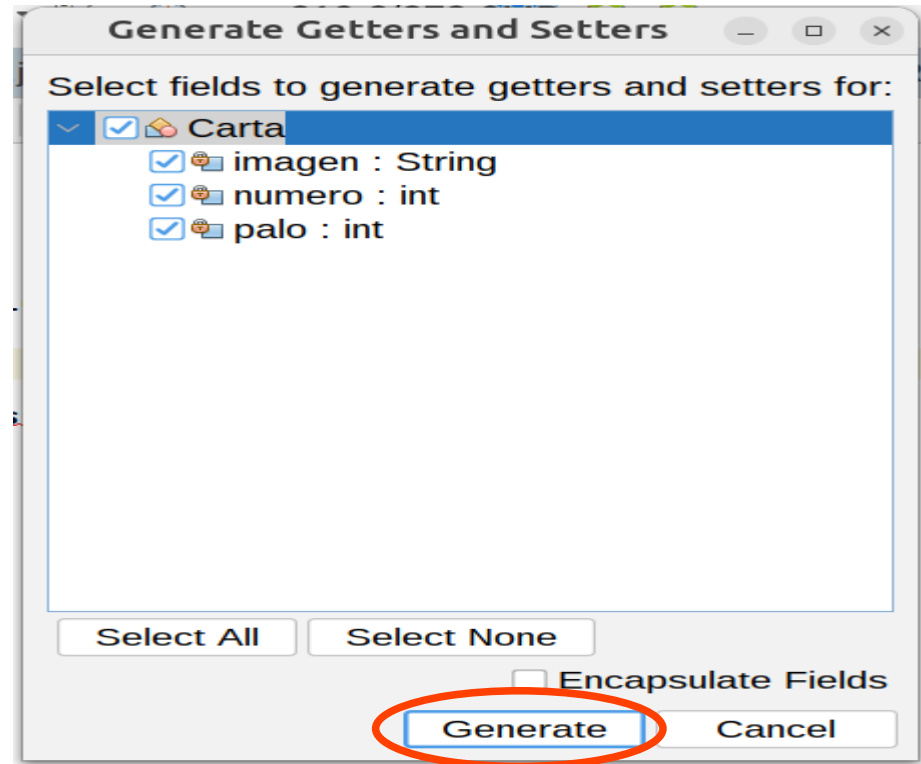 Generate Getters and Setters
Select fields to generate getters and setters for:
Carta
imagen : String
numero : int
palo : int
Select All Select None
Encapsulate Fields
Generate Cancel